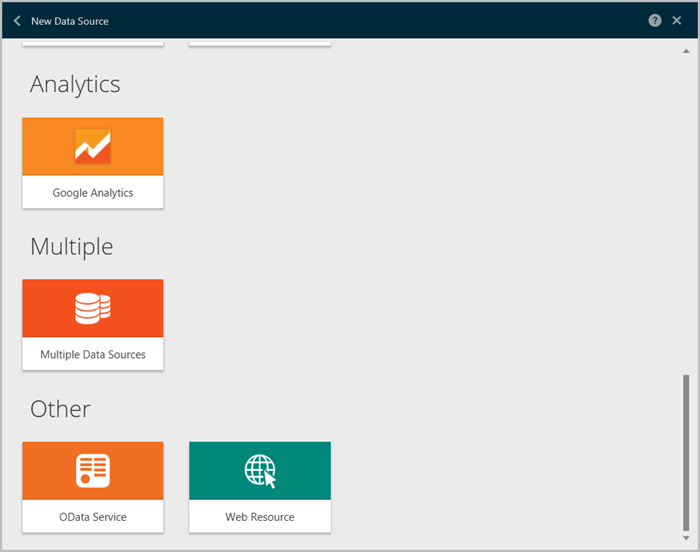 New Data Source
?
Analytics
Google Analytics
Multiple
Multiple Data Sources
Other
OData Service
Web Resource